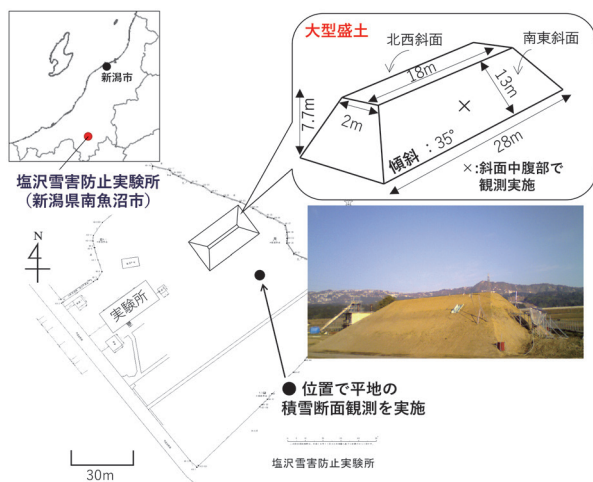 大型盛土
北西斜面
南東斜面
18m
13m
7.7m
2m
傾斜：35°
28m
×:斜面中腹部で
観測実施
新潟市
塩沢雪害防止実験所
（新潟県南魚沼市）
N
実験所
● 位置で平地の
積雪断面観測を実施
30m
塩沢雪害防止実験所